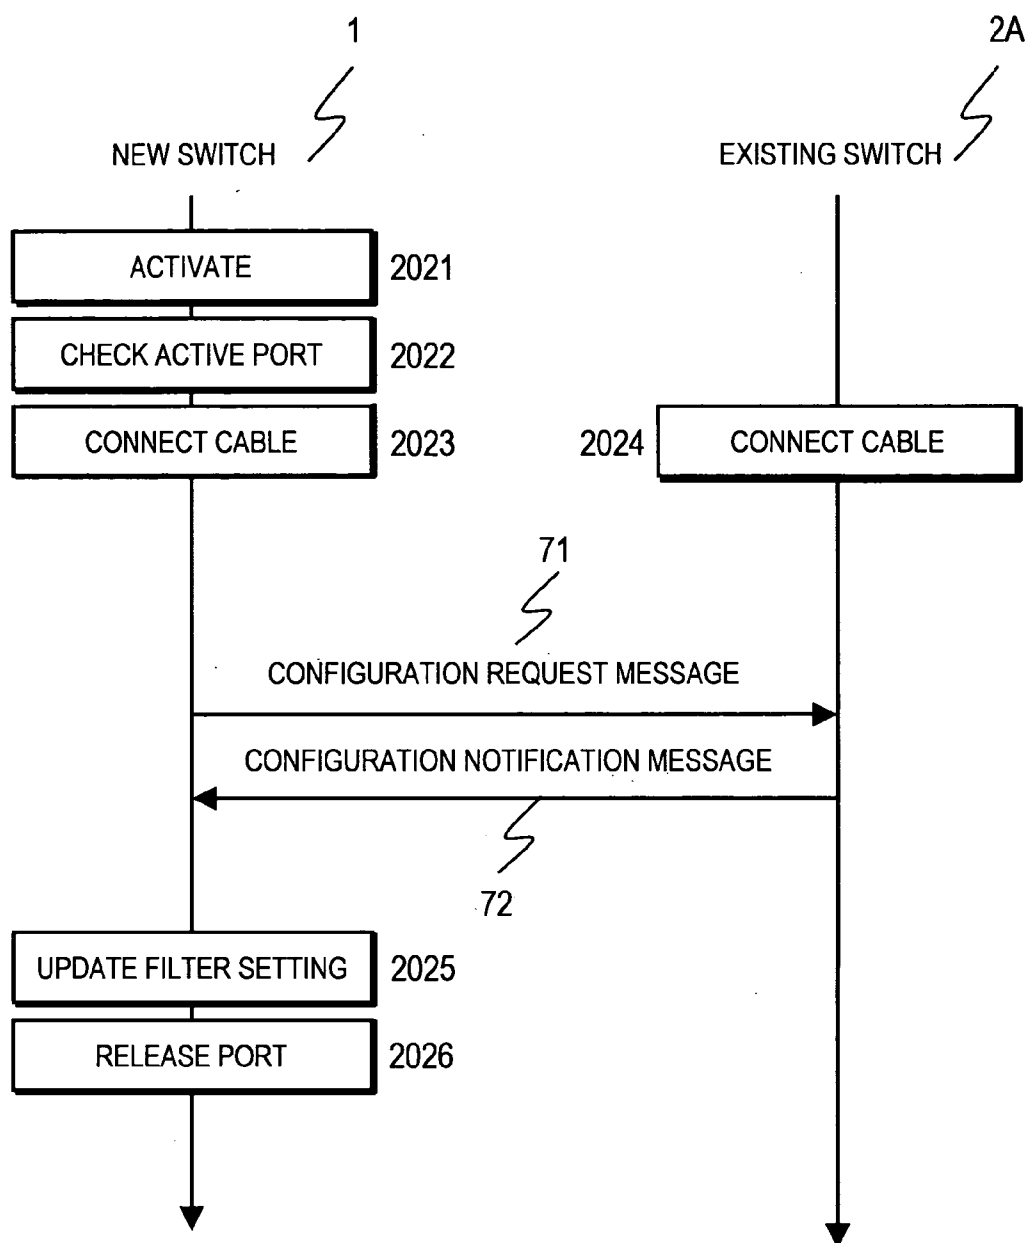 1
2A
NEW SWITCH
EXISTING SWITCH
ACTIVATE
2021
CHECK ACTIVE PORT
2022
CONNECT CABLE
2023
2024
CONNECT CABLE
71
CONFIGURATION REQUEST MESSAGE
CONFIGURATION NOTIFICATION MESSAGE
72
UPDATE FILTER SETTING
2025
RELEASE PORT
2026